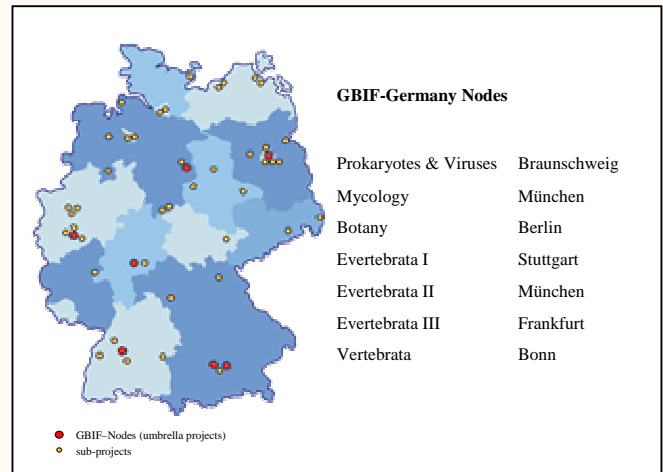 GBIF-Germany Nodes
Prokaryotes & Viruses Braunschweig
Mycology München
Botany Berlin
Evertebrata I Stuttgart
Evertebrata II München
Evertebrata III Frankfurt
Vertebrata Bonn
GBIF–Nodes (umbrella projects)
sub-projects